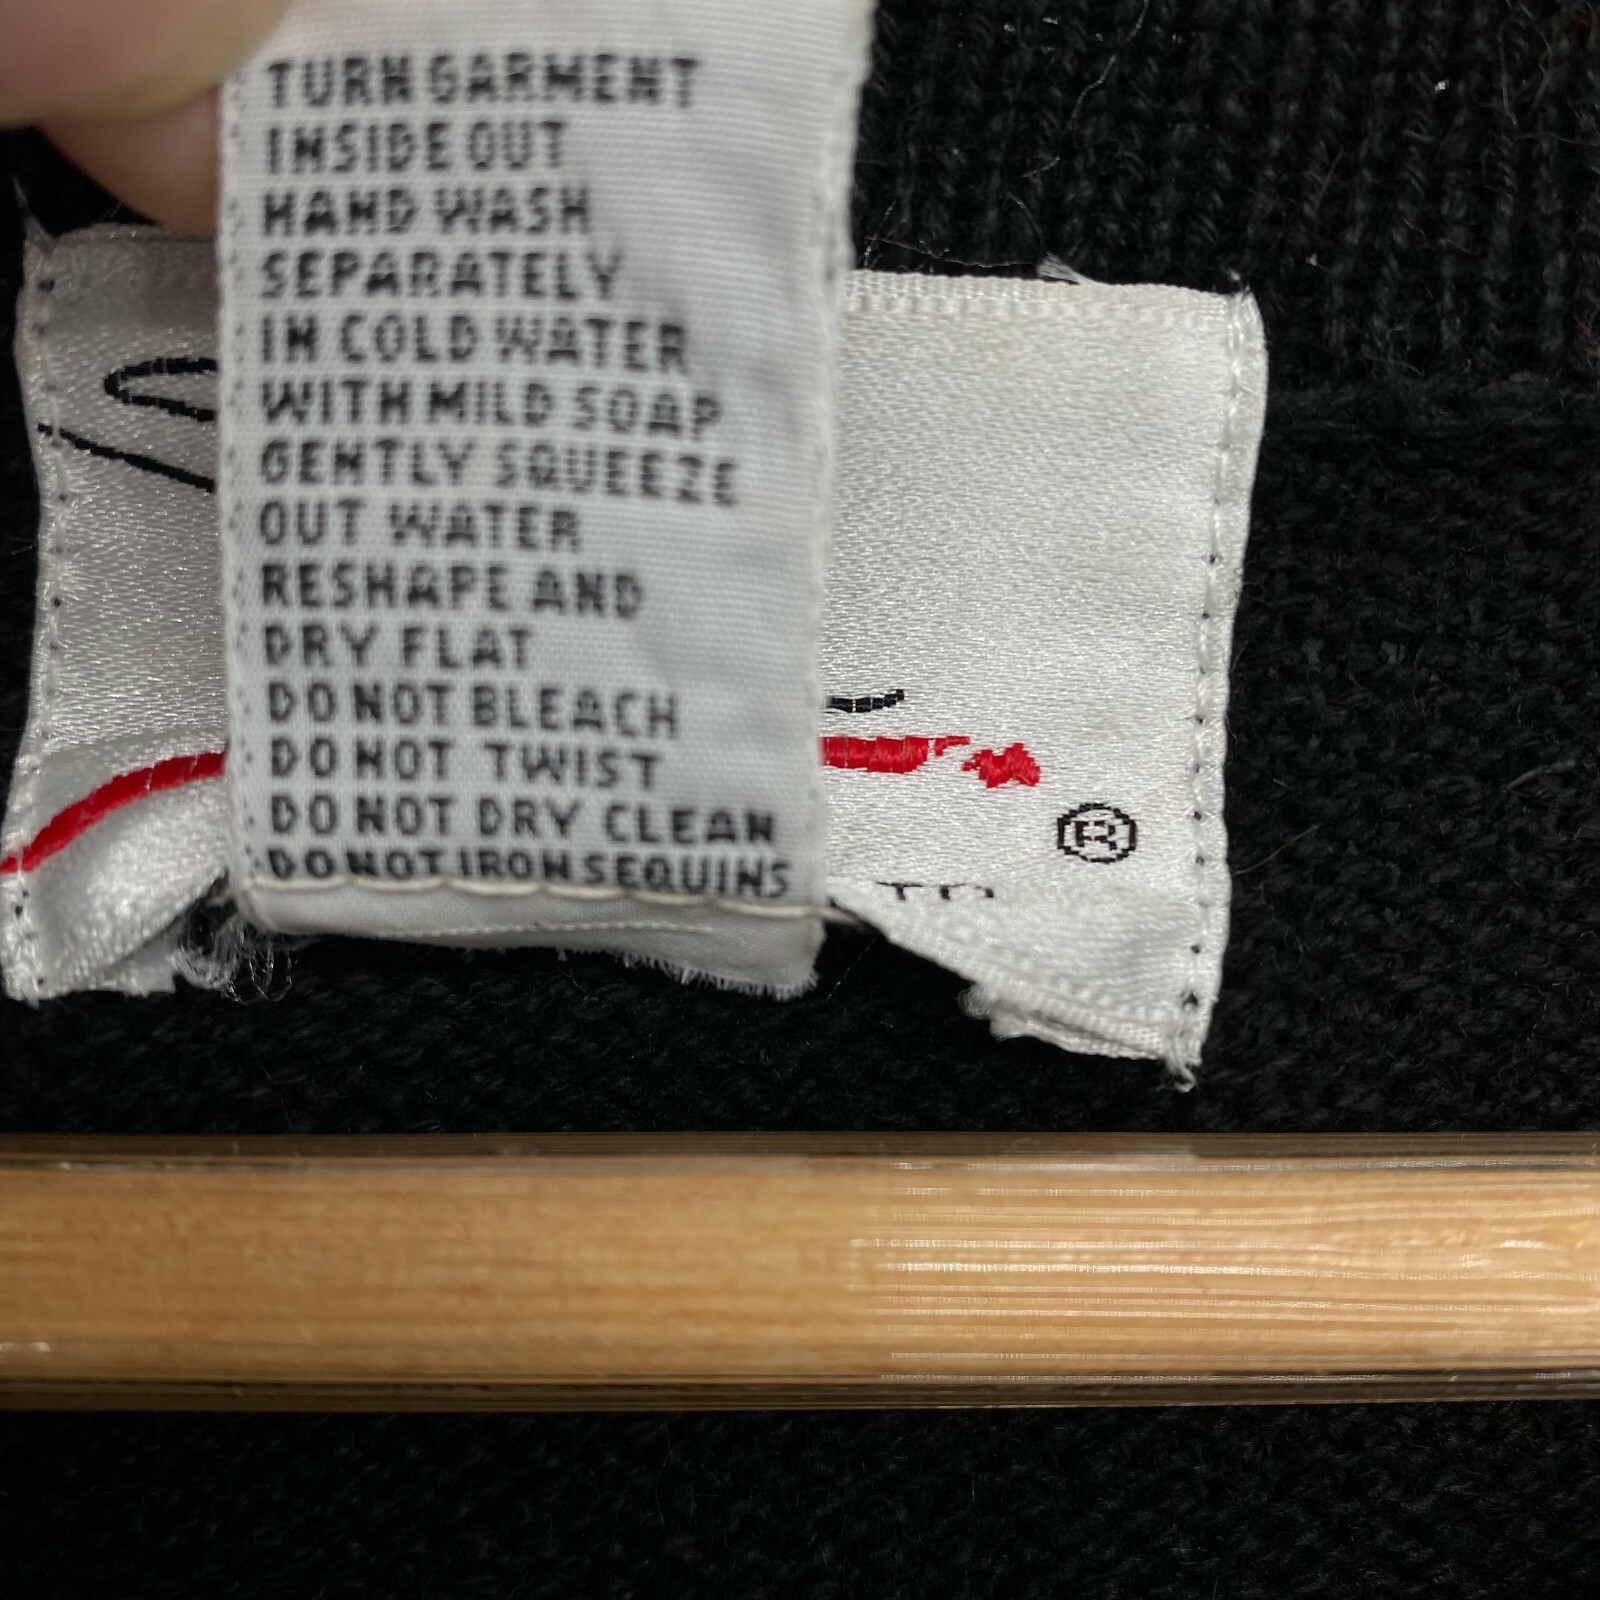 TURN GARMENT
INSIDE OUT
HAND WASH
SEPARATELY
IN COLD WATER
WITH MILD SOAP
GENTLY SQUEEZE
OUT WATER
RESHAPE AND
DRY FLAT
DO NOT BLEACH
DO NOT TWIST
DO NOT DRY CLEAN
DO NOT IRON SEQUINS
®